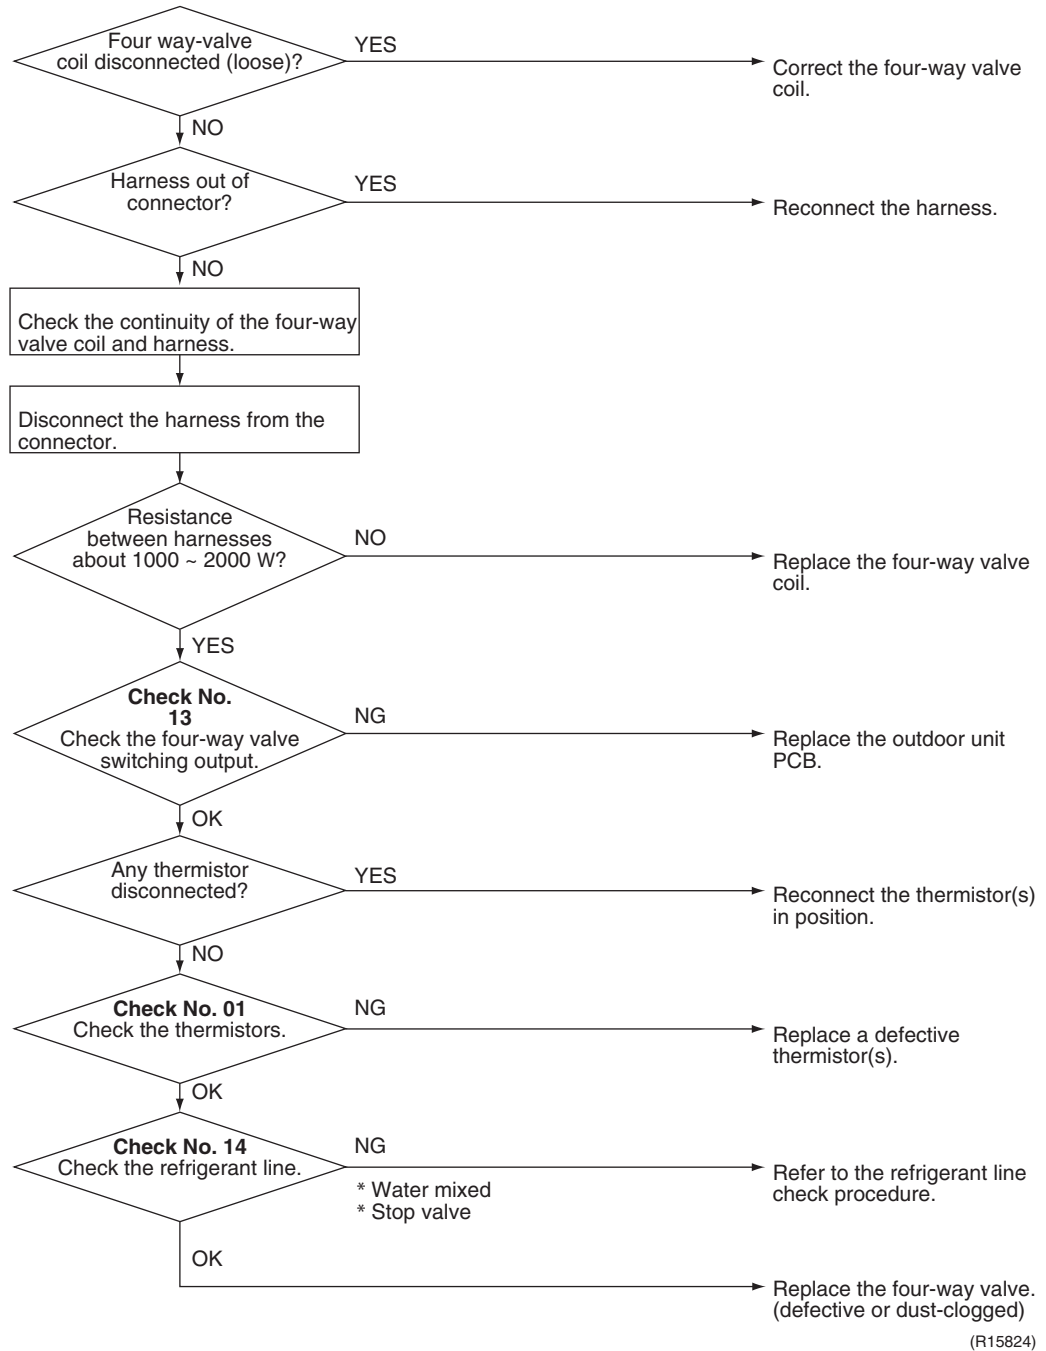 Four way-valve
coil disconnected (loose)?
YES
Correct the four-way valve
coil.
NO
Harness out of
connector?
YES
Reconnect the harness.
NO
Check the continuity of the four-way
valve coil and harness.
Disconnect the harness from the
connector.
Resistance
between harnesses
about 1000 ~ 2000 W?
NO
Replace the four-way valve
coil.
YES
Check No.
13
Check the four-way valve
switching output.
NG
Replace the outdoor unit
PCB.
OK
Any thermistor
disconnected?
YES
Reconnect the thermistor(s)
in position.
NO
Check No. 01
Check the thermistors.
NG
Replace a defective
thermistor(s).
OK
Check No. 14
Check the refrigerant line.
NG
* Water mixed
* Stop valve
Refer to the refrigerant line
check procedure.
OK
Replace the four-way valve.
(defective or dust-clogged)
(R15824)